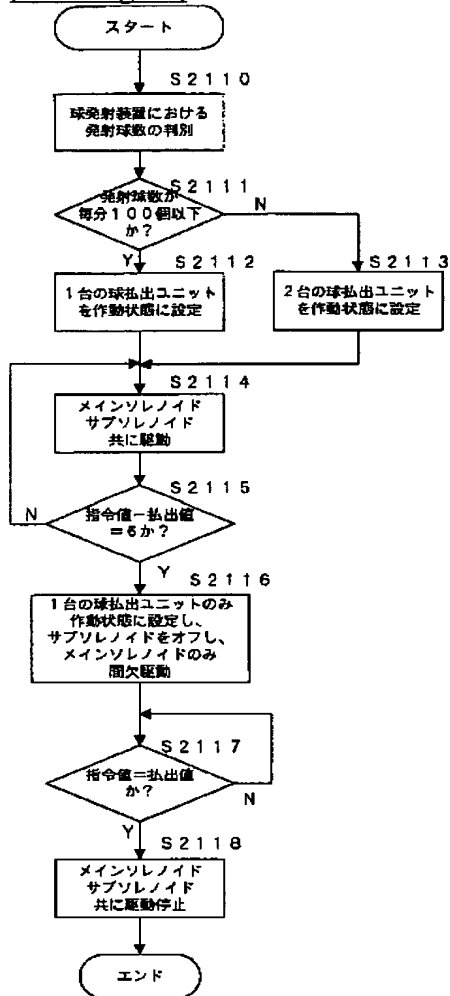 スタート
S2110
球発射装置における
発射球数の判別
S2111
発射球数が
毎分100個以下
か?
N
Y
S2112
1台の球払出ユニット
を作動状態に設定
S2113
2台の球払出ユニット
を作動状態に設定
S2114
メインソレノイド
サブソレノイド
共に駆動
S2115
指令値-払出値
=6か?
N
Y
S2116
1台の球払出ユニットのみ
作動状態に設定し、
サブソレノイドをオフし、
メインソレノイドのみ
間欠駆動
S2117
指令値=払出値
か?
N
Y
S2118
メインソレノイド
サブソレノイド
共に駆動停止
エンド